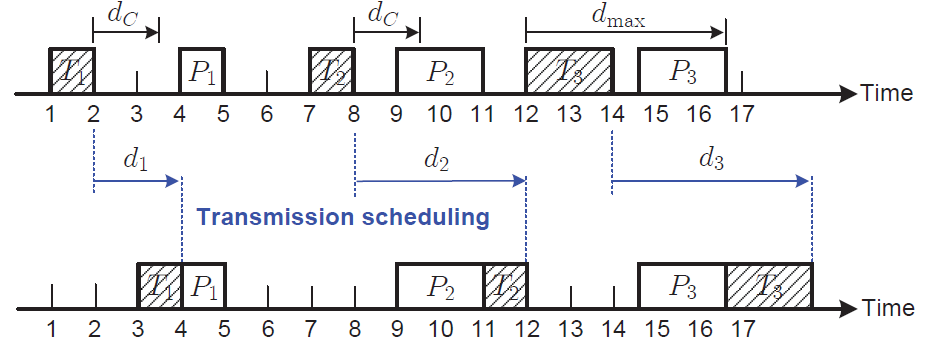 d_C d_C d_max
T_1 P_1 T_2 P_2 T_3 P_3
1 2 3 4 5 6 7 8 9 10 11 12 13 14 15 16 17 Time
d_1 d_2 d_3
Transmission scheduling
T_1 P_1 P_2 T_2 P_3 T_3
1 2 3 4 5 6 7 8 9 10 11 12 13 14 15 16 17 Time